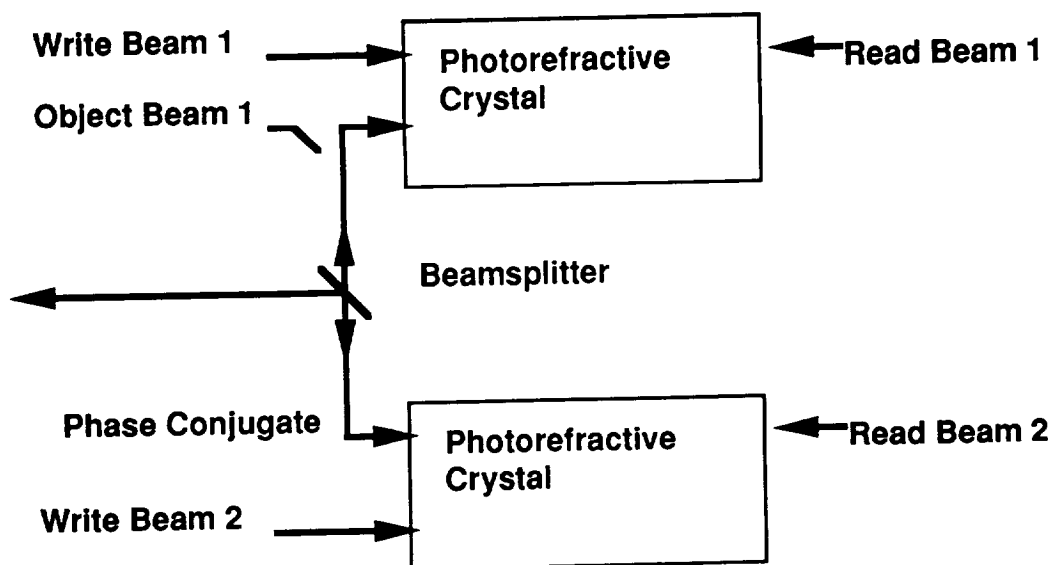 Write Beam 1
Photorefractive
Crystal
Read Beam 1
Object Beam 1
Beamsplitter
Phase Conjugate
Photorefractive
Crystal
Read Beam 2
Write Beam 2